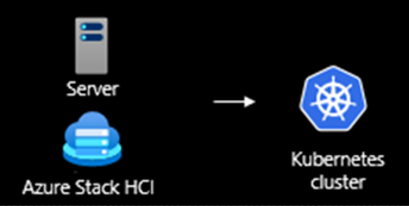 Server
Azure Stack HCI
Kubernetes
cluster